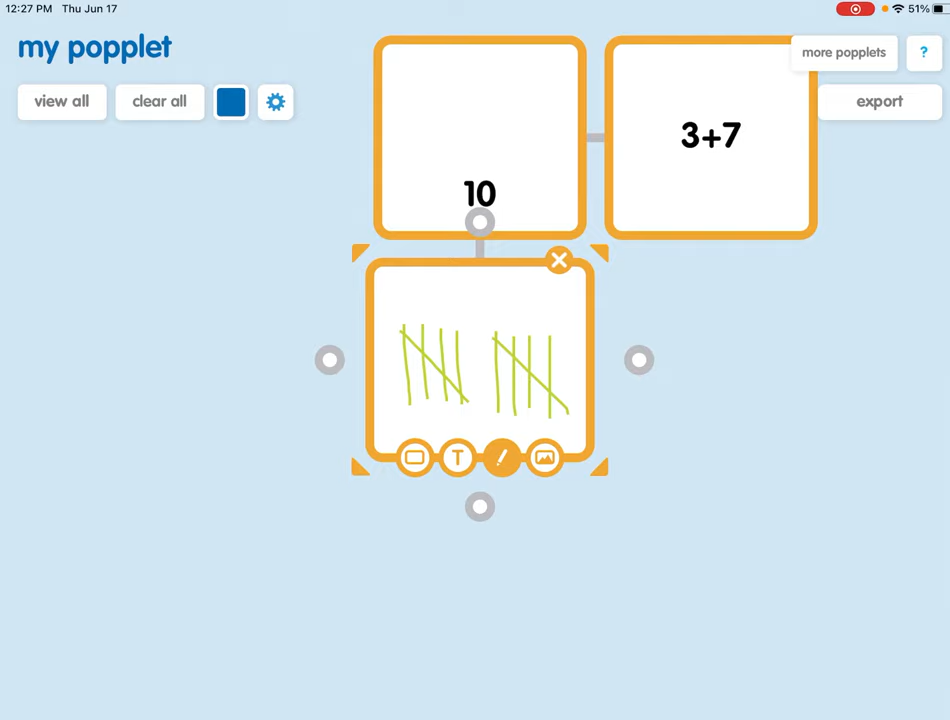 12:27 PM Thu Jun 17
51%
my popplet
more popplets
?
view all
clear all
export
3+7
10
T